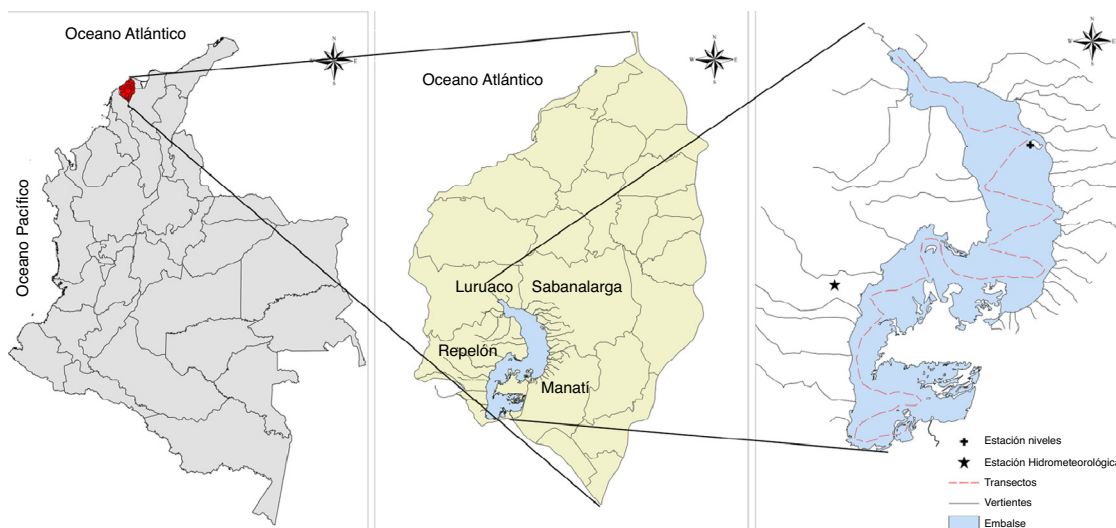 Oceano Atlántico
Oceano Pacífico
N
E
S
W
Oceano Atlántico
N
W
E
S
Luruaco
Sabanalarga
Repelón
Manatí
N
W
E
S
Estación niveles
Estación Hidrometeorológica
Transectos
Vertientes
Embalse